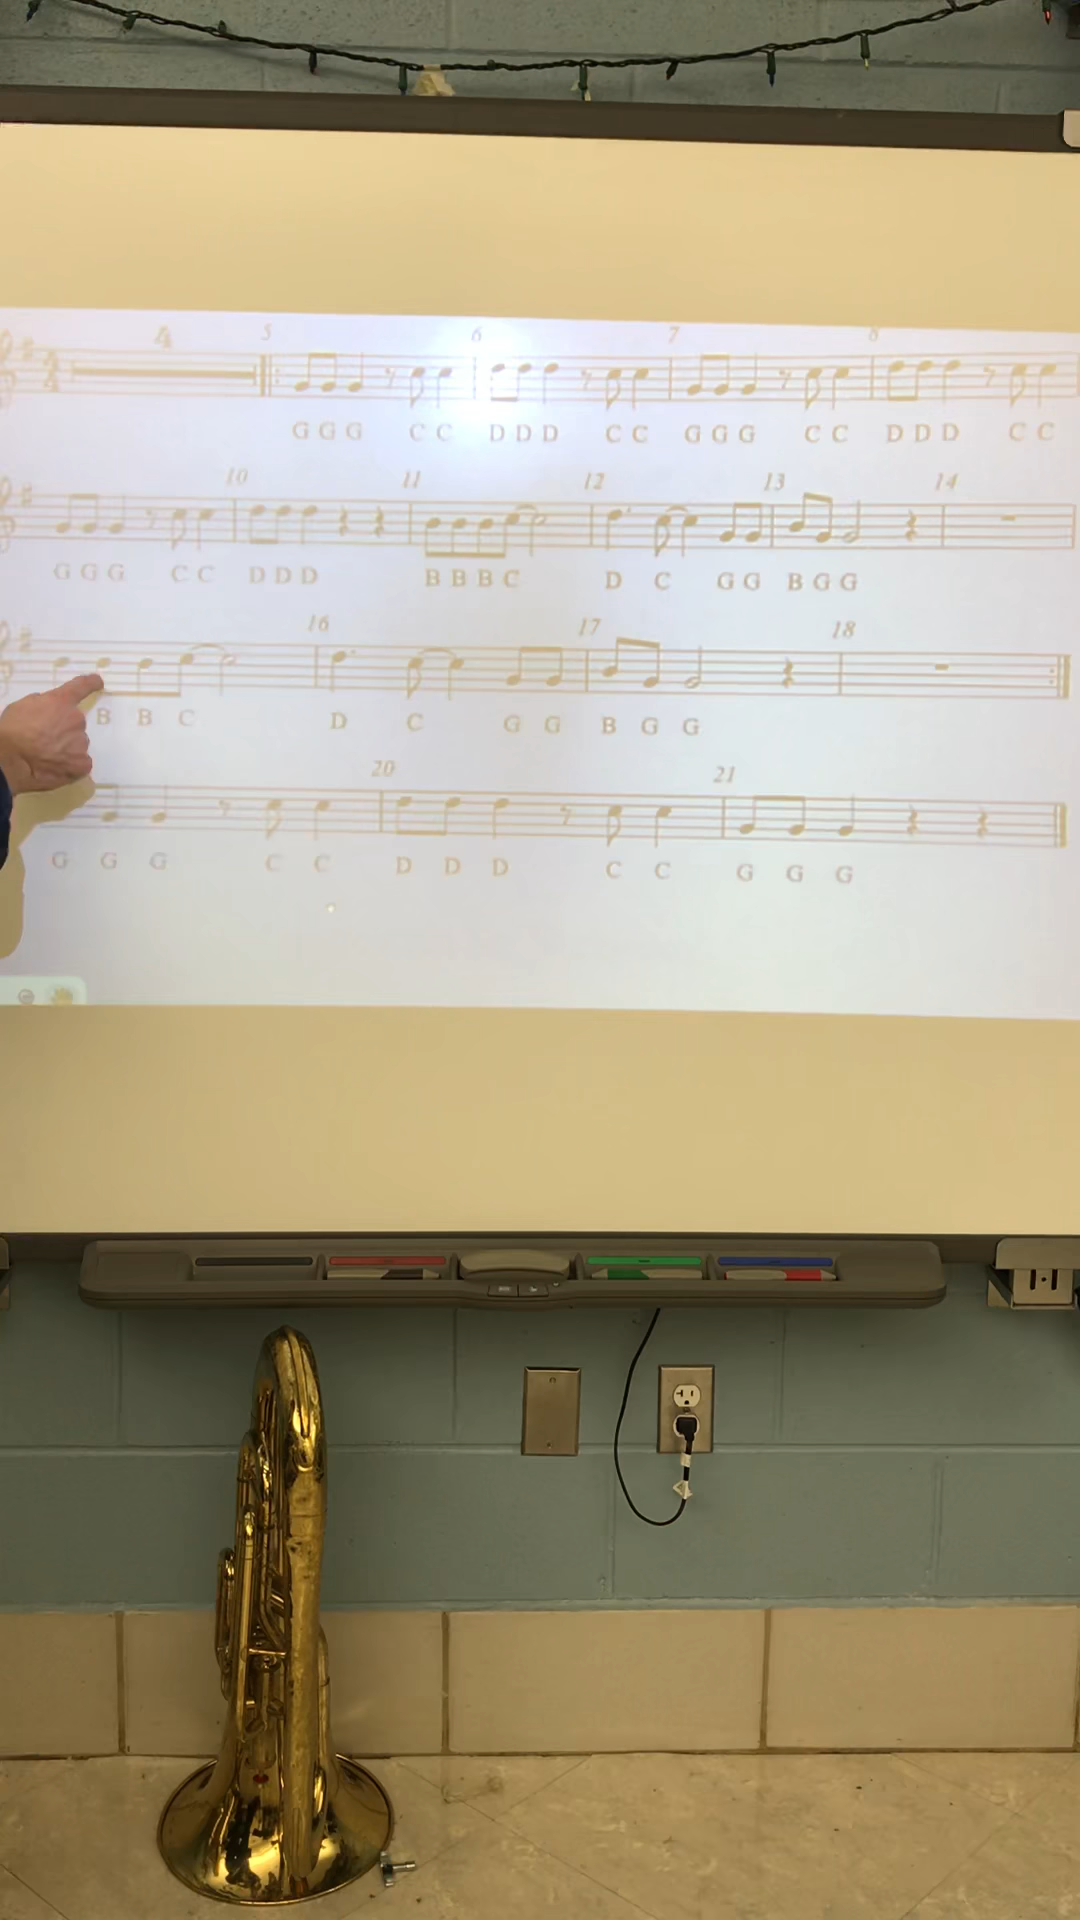 4 5 6 7 8
G G G C C D D D C C G G G C C D D D C C
10 11 12 13 14
G G G C C D D D B B B C D C G G B G G
16 17 18
B B C D C G G B G G
20 21
G G G C C D D D C C G G G